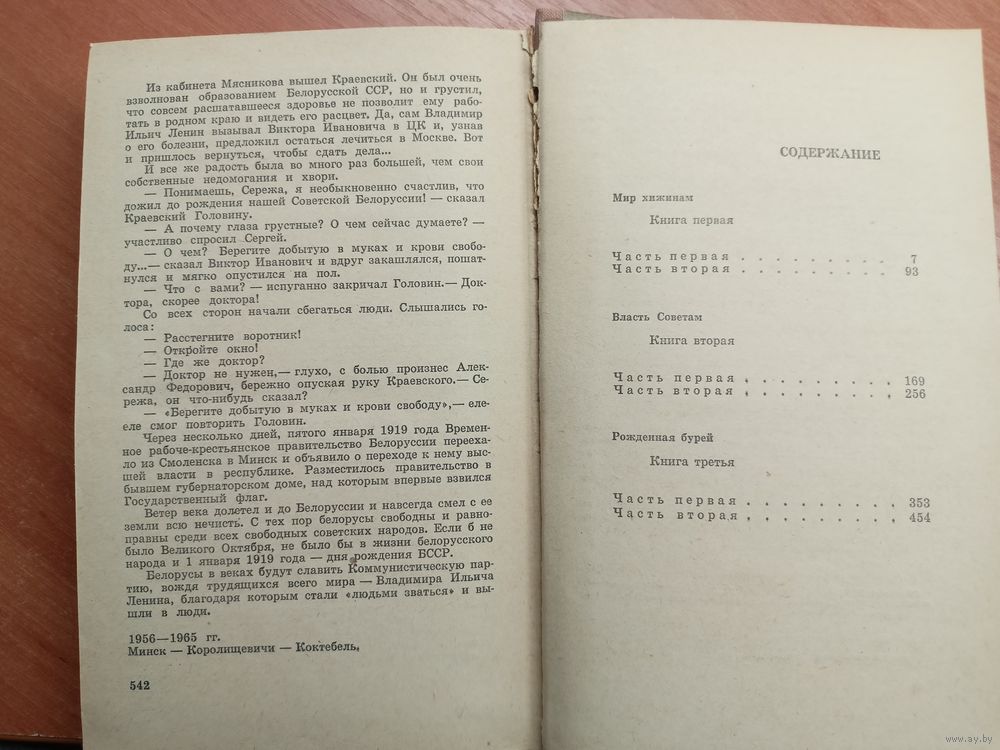 Из кабинета Мясникова вышел Краевский. Он был очень
взволнован образованием Белорусской ССР, но и грустил,
что совсем расшатавшееся здоровье не позволит ему рабо-
тать в родном краю и видеть его расцвет. Да, сам Владимир
Ильич Ленин вызывал Виктора Ивановича в ЦК и, узнав
о его болезни, предложил остаться лечиться в Москве. Вот
и пришлось вернуться, чтобы сдать дела...
И все же радость была во много раз большей, чем свои
собственные недомогания и хвори.
— Понимаешь, Сережа, я необыкновенно счастлив, что
дожил до рождения нашей Советской Белоруссии! — сказал
Краевский Головину.
— А почему глаза грустные? О чем сейчас думаете? —
участливо спросил Сергей.
— О чем? Берегите добытую в муках и крови свобо-
ду...— сказал Виктор Иванович и вдруг закашлялся, пошат-
нулся и мягко опустился на пол.
— Что с вами? — испуганно закричал Головин.— Док-
тора, скорее доктора!
Со всех сторон начали сбегаться люди. Слышались го-
лоса:
— Расстегните воротник!
— Откройте окно!
— Где же доктор?
— Доктор не нужен,— глухо, с болью произнес Алек-
сандр Федорович, бережно опуская руку Краевского.— Се-
режа, он что-нибудь сказал?
— «Берегите добытую в муках и крови свободу»,— еле-
еле смог повторить Головин.
Через несколько дней, пятого января 1919 года Времен-
ное рабоче-крестьянское правительство Белоруссии перееха-
ло из Смоленска в Минск и объявило о переходе к нему выс-
шей власти в республике. Разместилось правительство в
бывшем губернаторском доме, над которым впервые взвился
Государственный флаг.
Ветер века долетел и до Белоруссии и навсегда смел с ее
земли всю нечисть. С тех пор белорусы свободны и равно-
правны среди всех свободных советских народов. Если б не
было Великого Октября, не было бы в жизни белорусского
народа и 1 января 1919 года — дня рождения БССР.
Белорусы в веках будут славить Коммунистическую пар-
тию, вождя трудящихся всего мира — Владимира Ильича
Ленина, благодаря которым стали «людьми зваться» и вы-
шли в люди.
1956—1965 гг.
Минск — Королищевичи — Коктебель.
542
СОДЕРЖАНИЕ
Мир хижинам
Книга первая
Часть первая . . . . . . . . . . 7
Часть вторая . . . . . . . . . . 93
Власть Советам
Книга вторая
Часть первая . . . . . . . . . . 169
Часть вторая . . . . . . . . . . 256
Рожденная бурей
Книга третья
Часть первая . . . . . . . . . . 353
Часть вторая . . . . . . . . . . 454
www.ay.by